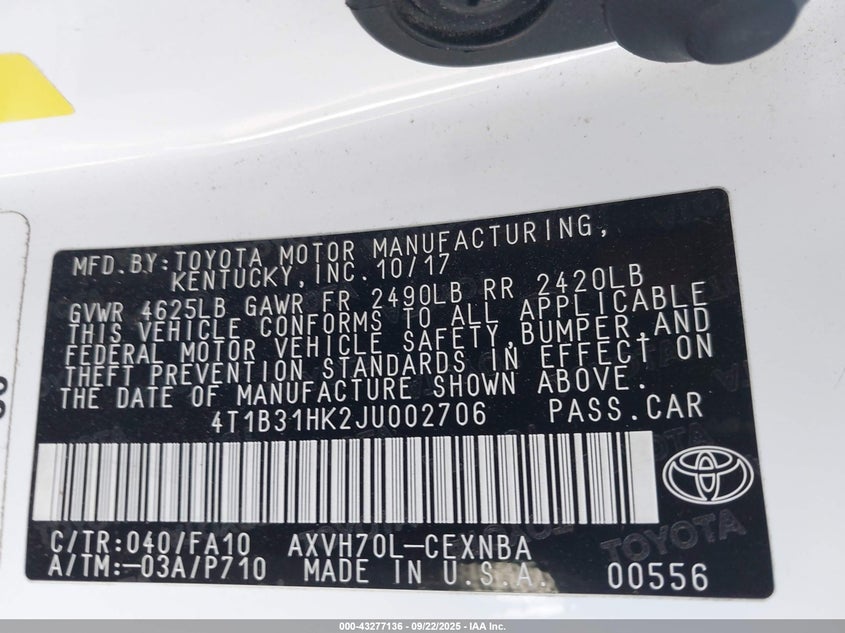 MFD.BY:TOYOTA MOTOR MANUFACTURING,
KENTUCKY,INC.10/17
GVWR 4625LB GAWR FR 2490LB RR 2420LB
THIS VEHICLE CONFORMS TO ALL APPLICABLE
FEDERAL MOTOR VEHICLE SAFETY,BUMPER,AND
THEFT PREVENTION STANDARDS IN EFFECT ON
THE DATE OF MANUFACTURE SHOWN ABOVE.
4T1B31HK2JU002706 PASS.CAR
C/TR:040/FA10 AXVH70L-CEXNBA
TOYOTA
A/TM:-03A/P710 MADE IN U.S.A.
00556
000-43277136 - 09/22/2025 - IAA Inc.